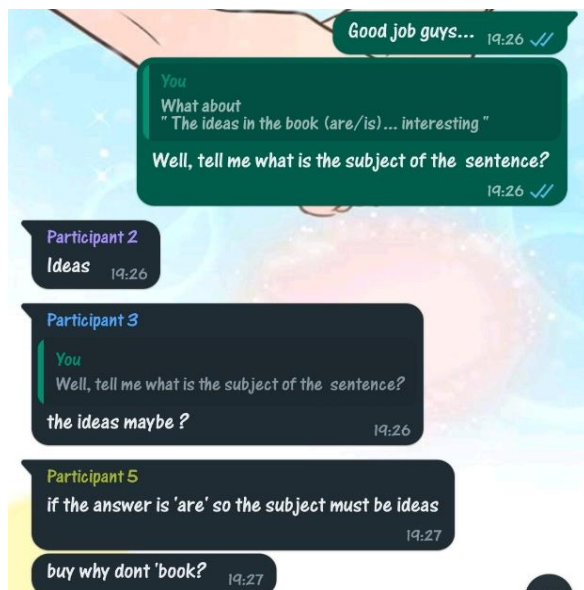 Good job guys... 19:26
You
What about
" The ideas in the book (are/is)... interesting "
Well, tell me what is the subject of the sentence?
19:26
Participant 2
Ideas 19:26
Participant 3
You
Well, tell me what is the subject of the sentence?
the ideas maybe ?
19:26
Participant 5
if the answer is 'are' so the subject must be ideas
19:27
buy why dont 'book? 19:27